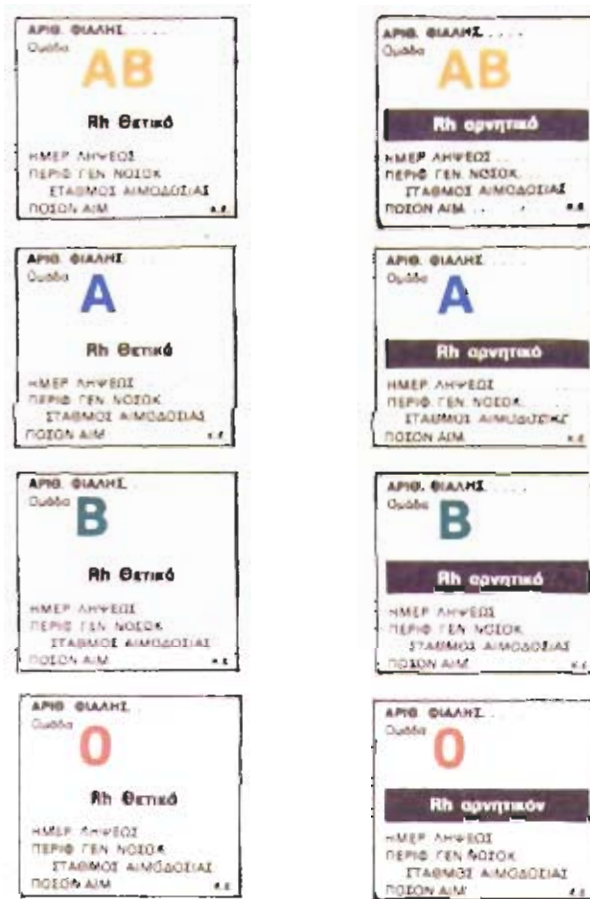 ΑΡΙΘ. ΦΙΑΛΗΣ.....
Ομάδα AB
Rh Θετικό
ΗΜΕΡ ΛΗΨΕΩΣ
ΠΕΡΙΦ ΓΕΝ ΝΟΣΟΚ
ΣΤΑΘΜΟΣ ΑΙΜΟΔΟΣΙΑΣ
ΠΟΣΟΝ ΑΙΜ κ.ε.
ΑΡΙΘ. ΦΙΑΛΗΣ.....
Ομάδα AB
Rh αρνητικό
ΗΜΕΡ ΛΗΨΕΩΣ
ΠΕΡΙΦ ΓΕΝ ΝΟΣΟΚ
ΣΤΑΘΜΟΣ ΑΙΜΟΔΟΣΙΑΣ
ΠΟΣΟΝ ΑΙΜ κ.ε.
ΑΡΙΘ. ΦΙΑΛΗΣ.....
Ομάδα A
Rh Θετικό
ΗΜΕΡ ΛΗΨΕΩΣ
ΠΕΡΙΦ ΓΕΝ ΝΟΣΟΚ
ΣΤΑΘΜΟΣ ΑΙΜΟΔΟΣΙΑΣ
ΠΟΣΟΝ ΑΙΜ κ.ε.
ΑΡΙΘ. ΦΙΑΛΗΣ.....
Ομάδα A
Rh αρνητικό
ΗΜΕΡ ΛΗΨΕΩΣ
ΠΕΡΙΦ ΓΕΝ ΝΟΣΟΚ
ΣΤΑΘΜΟΣ ΑΙΜΟΔΟΣΙΑΣ
ΠΟΣΟΝ ΑΙΜ κ.ε.
ΑΡΙΘ. ΦΙΑΛΗΣ.....
Ομάδα B
Rh Θετικό
ΗΜΕΡ ΛΗΨΕΩΣ
ΠΕΡΙΦ ΓΕΝ ΝΟΣΟΚ
ΣΤΑΘΜΟΣ ΑΙΜΟΔΟΣΙΑΣ
ΠΟΣΟΝ ΑΙΜ κ.ε.
ΑΡΙΘ. ΦΙΑΛΗΣ.....
Ομάδα B
Rh αρνητικό
ΗΜΕΡ ΛΗΨΕΩΣ
ΠΕΡΙΦ ΓΕΝ ΝΟΣΟΚ
ΣΤΑΘΜΟΣ ΑΙΜΟΔΟΣΙΑΣ
ΠΟΣΟΝ ΑΙΜ κ.ε.
ΑΡΙΘ. ΦΙΑΛΗΣ.....
Ομάδα O
Rh Θετικό
ΗΜΕΡ ΛΗΨΕΩΣ
ΠΕΡΙΦ ΓΕΝ ΝΟΣΟΚ
ΣΤΑΘΜΟΣ ΑΙΜΟΔΟΣΙΑΣ
ΠΟΣΟΝ ΑΙΜ κ.ε.
ΑΡΙΘ. ΦΙΑΛΗΣ.....
Ομάδα O
Rh αρνητικόν
ΗΜΕΡ ΛΗΨΕΩΣ
ΠΕΡΙΦ ΓΕΝ ΝΟΣΟΚ
ΣΤΑΘΜΟΣ ΑΙΜΟΔΟΣΙΑΣ
ΠΟΣΟΝ ΑΙΜ κ.ε.